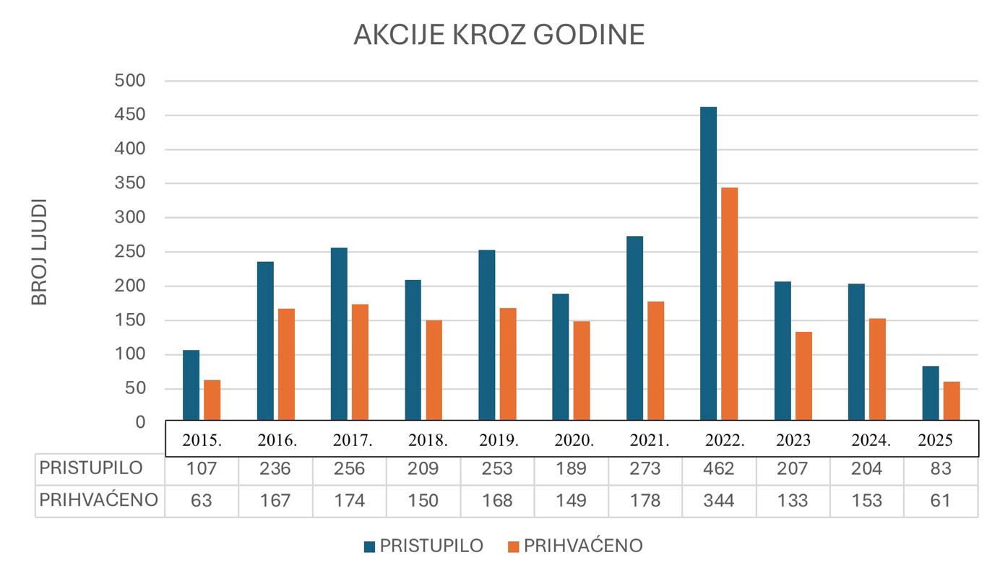 AKCIJE KROZ GODINE
500
450
400
350
300
250
200
150
100
50
0
BROJ LJUDI
2015. 2016. 2017. 2018. 2019. 2020. 2021. 2022. 2023 2024. 2025
PRISTUPILO 107 236 256 209 253 189 273 462 207 204 83
PRIHVAĆENO 63 167 174 150 168 149 178 344 133 153 61
PRISTUPILO PRIHVAĆENO